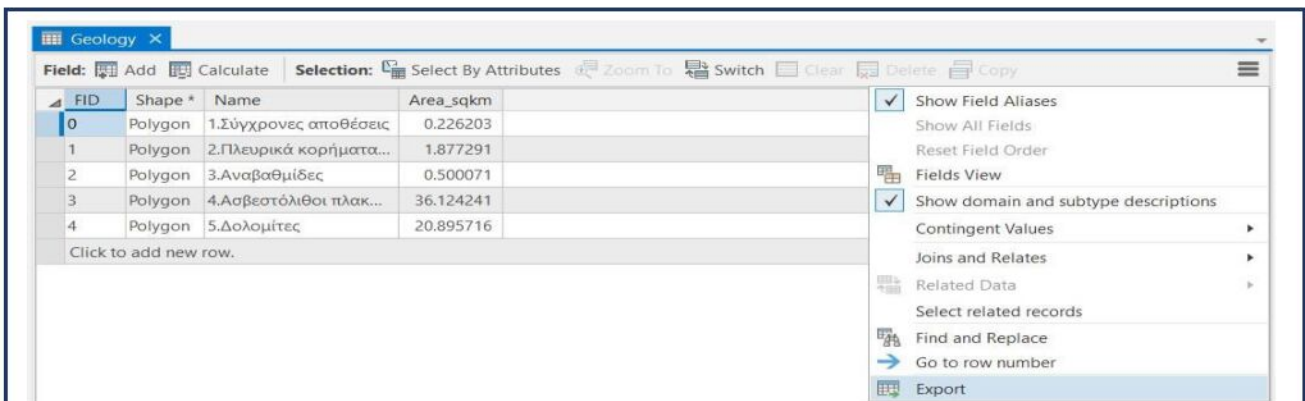 Geology
Field: Add Calculate Selection: Select By Attributes Zoom To Switch Clear Delete Copy
FID Shape * Name Area_sqkm
0 Polygon 1.Σύγχρονες αποθέσεις 0.226203
1 Polygon 2.Πλευρικά κορήματα... 1.877291
2 Polygon 3.Αναβαθμίδες 0.500071
3 Polygon 4.Ασβεστόλιθοι πλακ... 36.124241
4 Polygon 5.Δολομίτες 20.895716
Click to add new row.
Show Field Aliases
Show All Fields
Reset Field Order
Fields View
Show domain and subtype descriptions
Contingent Values
Joins and Relates
Related Data
Select related records
Find and Replace
Go to row number
Export